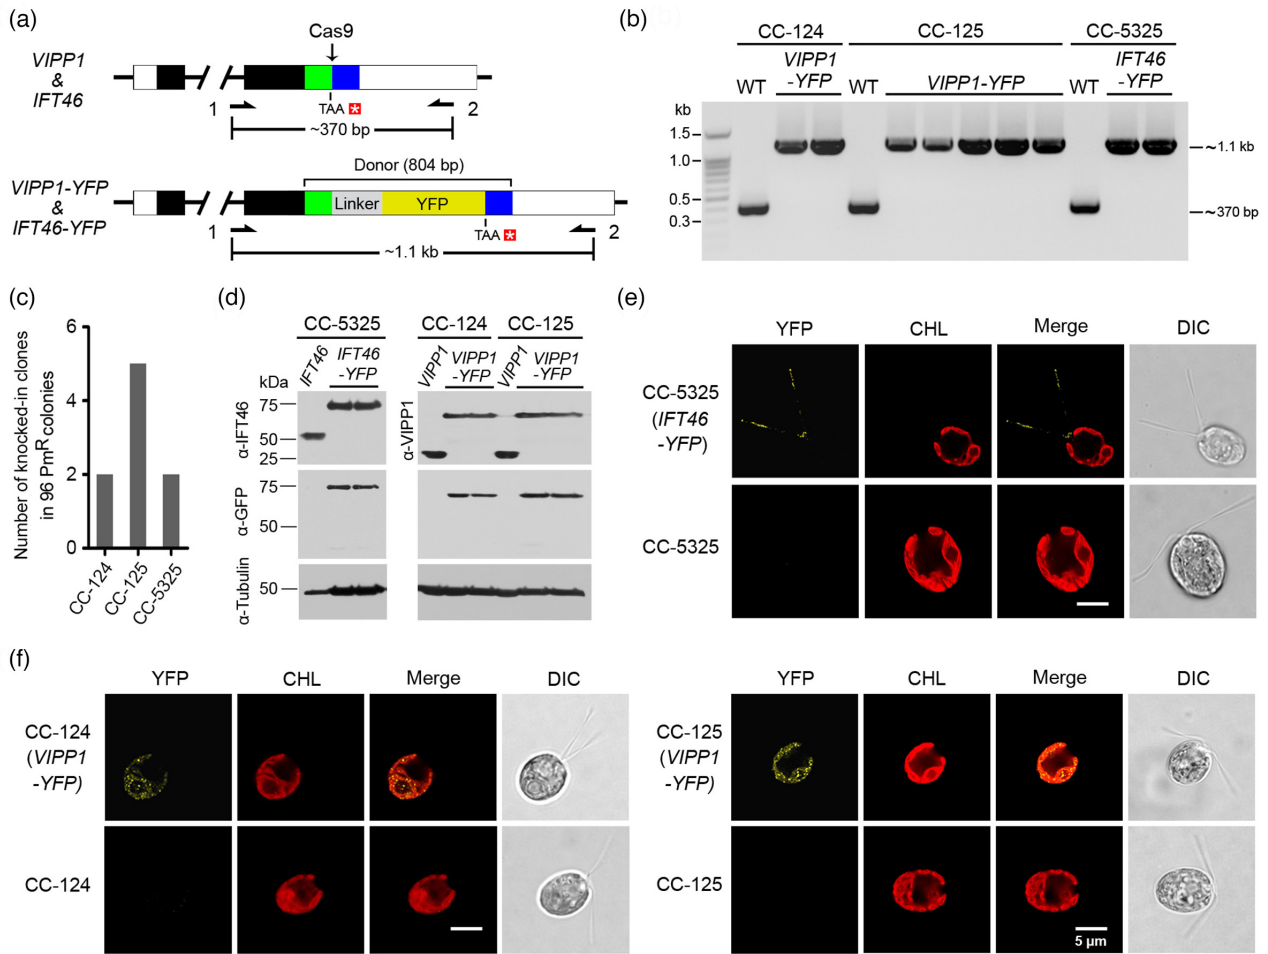 (a)
Cas9
VIPP1
&
IFT46
1
TAA *
2
~370 bp
Donor (804 bp)
VIPP1-YFP
&
IFT46-YFP
Linker
YFP
1
TAA *
2
~1.1 kb
(b)
CC-124
CC-125
CC-5325
WT
VIPP1
-YFP
WT
VIPP1-YFP
WT
IFT46
-YFP
kb
1.5
1.0
0.5
0.3
~1.1 kb
~370 bp
(c)
Number of knocked-in clones
in 96 PmR colonies
6
4
2
0
CC-124
CC-125
CC-5325
(d)
CC-5325
CC-124
CC-125
IFT46
IFT46
-YFP
VIPP1
VIPP1
-YFP
VIPP1
VIPP1
-YFP
kDa
75
50
25
α-IFT46
α-VIPP1
75
50
α-GFP
50
α-Tubulin
(e)
YFP
CHL
Merge
DIC
CC-5325
(IFT46
-YFP)
CC-5325
(f)
YFP
CHL
Merge
DIC
CC-124
(VIPP1
-YFP)
CC-124
YFP
CHL
Merge
DIC
CC-125
(VIPP1
-YFP)
CC-125
5 µm